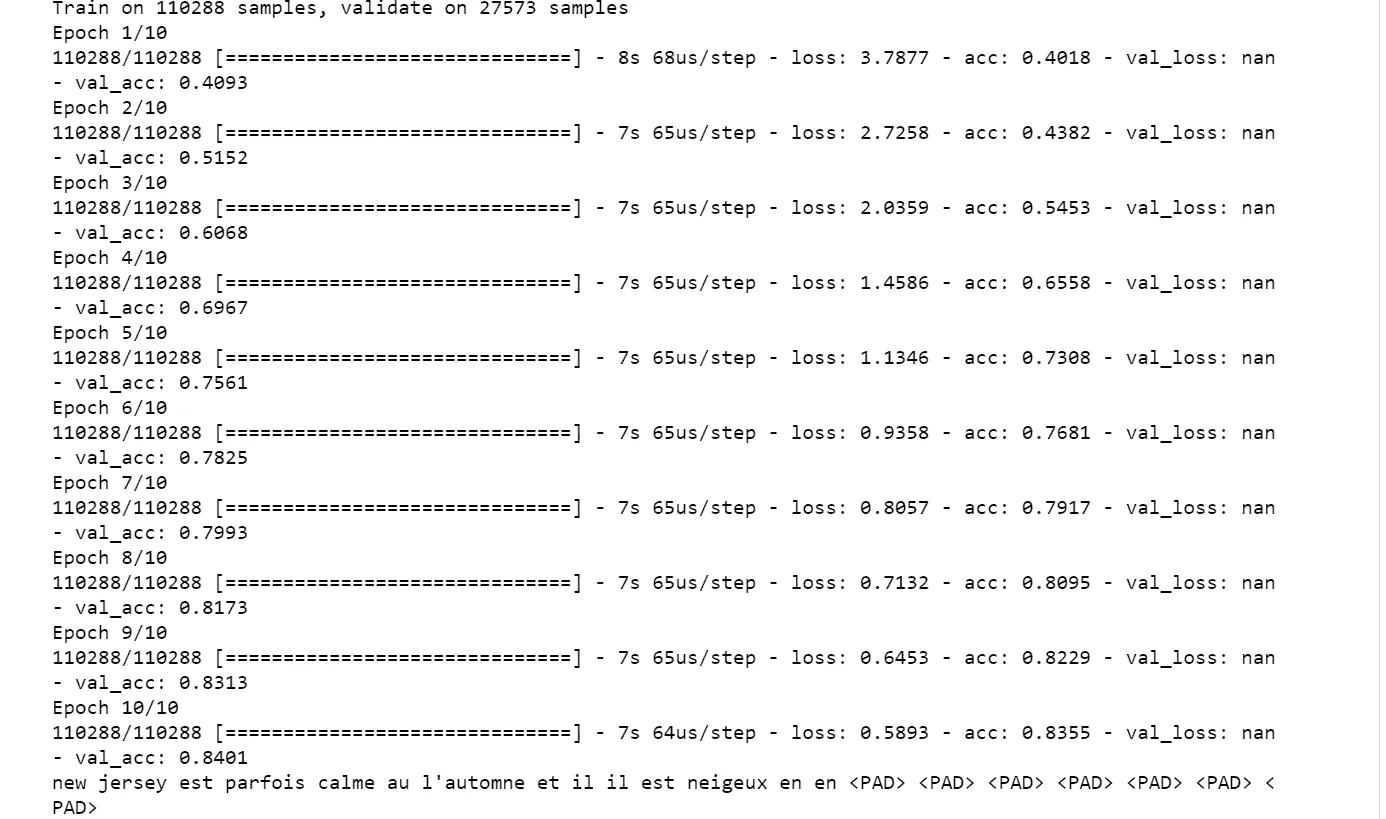 Train on 110288 samples, validate on 27573 samples
Epoch 1/10
110288/110288 [==============================] - 8s 68us/step - loss: 3.7877 - acc: 0.4018 - val_loss: nan
- val_acc: 0.4093
Epoch 2/10
110288/110288 [==============================] - 7s 65us/step - loss: 2.7258 - acc: 0.4382 - val_loss: nan
- val_acc: 0.5152
Epoch 3/10
110288/110288 [==============================] - 7s 65us/step - loss: 2.0359 - acc: 0.5453 - val_loss: nan
- val_acc: 0.6068
Epoch 4/10
110288/110288 [==============================] - 7s 65us/step - loss: 1.4586 - acc: 0.6558 - val_loss: nan
- val_acc: 0.6967
Epoch 5/10
110288/110288 [==============================] - 7s 65us/step - loss: 1.1346 - acc: 0.7308 - val_loss: nan
- val_acc: 0.7561
Epoch 6/10
110288/110288 [==============================] - 7s 65us/step - loss: 0.9358 - acc: 0.7681 - val_loss: nan
- val_acc: 0.7825
Epoch 7/10
110288/110288 [==============================] - 7s 65us/step - loss: 0.8057 - acc: 0.7917 - val_loss: nan
- val_acc: 0.7993
Epoch 8/10
110288/110288 [==============================] - 7s 65us/step - loss: 0.7132 - acc: 0.8095 - val_loss: nan
- val_acc: 0.8173
Epoch 9/10
110288/110288 [==============================] - 7s 65us/step - loss: 0.6453 - acc: 0.8229 - val_loss: nan
- val_acc: 0.8313
Epoch 10/10
110288/110288 [==============================] - 7s 64us/step - loss: 0.5893 - acc: 0.8355 - val_loss: nan
- val_acc: 0.8401
new jersey est parfois calme au l'automne et il il est neigeux en en <PAD> <PAD> <PAD> <PAD> <PAD> <PAD> <
PAD>